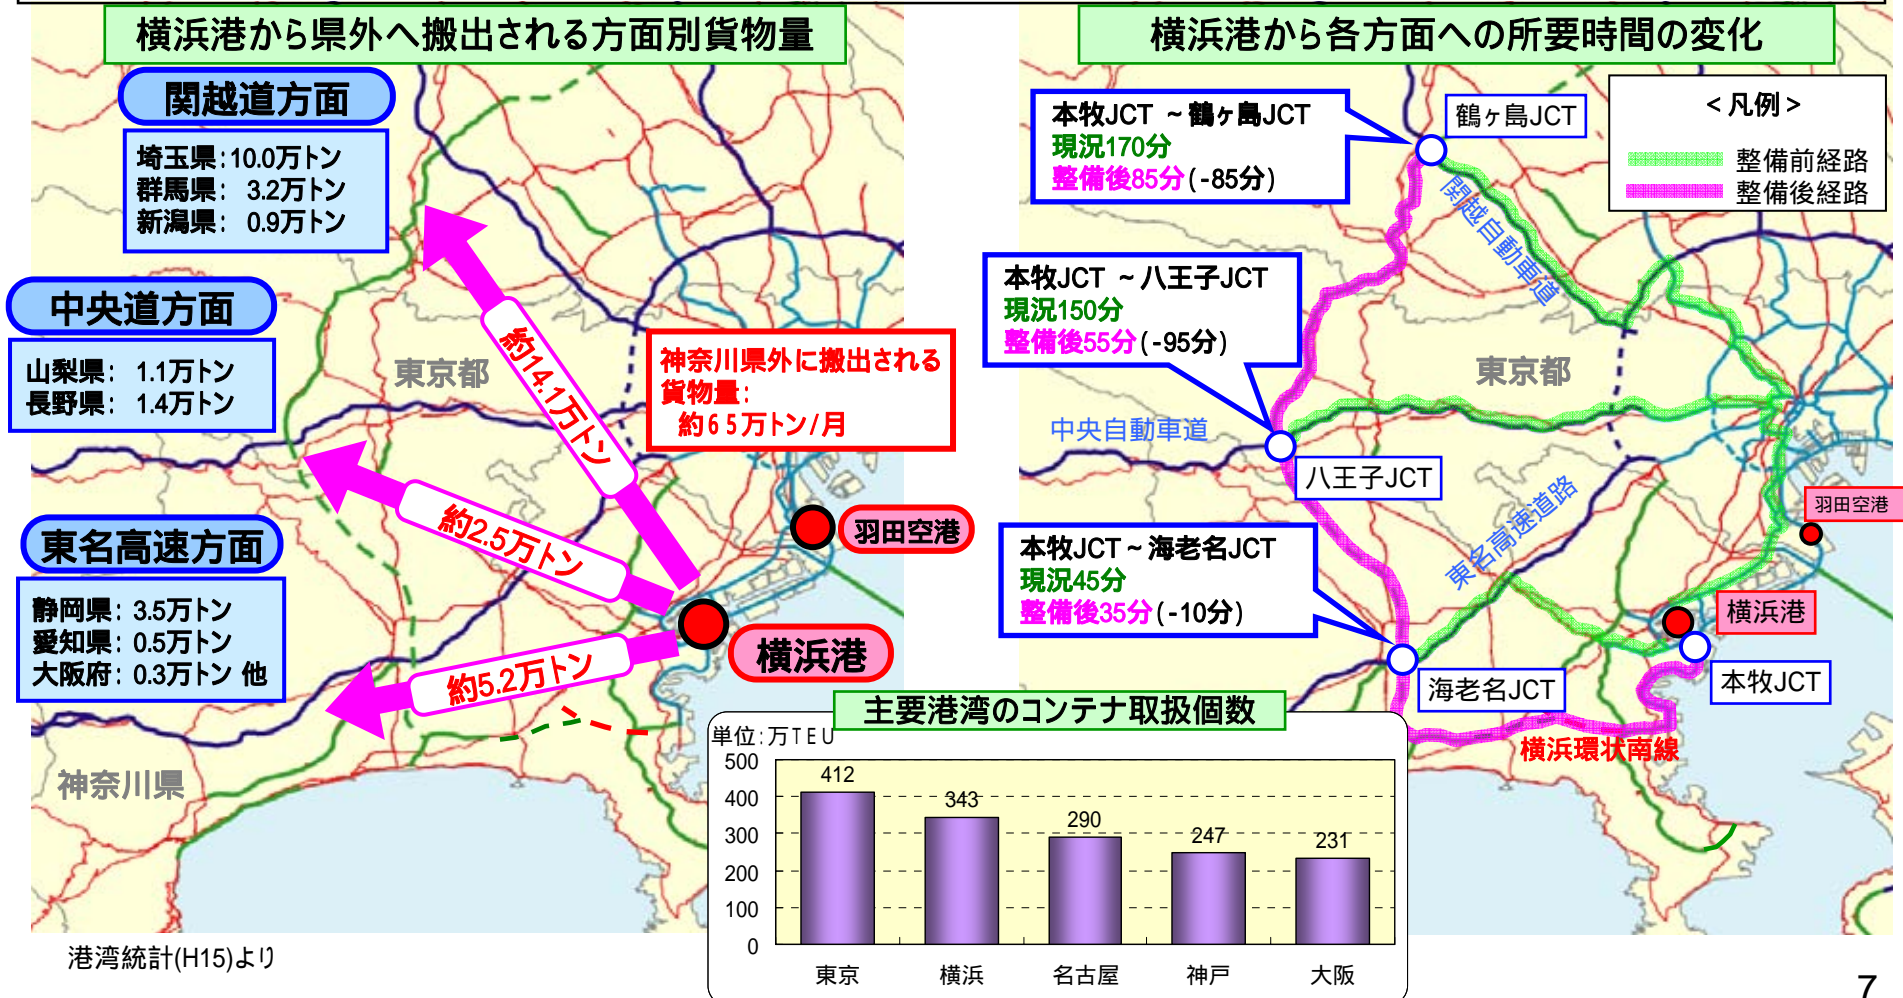 横浜港から県外へ搬出される方面別貨物量
関越道方面
埼玉県:10.0万トン
群馬県: 3.2万トン
新潟県: 0.9万トン
中央道方面
山梨県: 1.1万トン
長野県: 1.4万トン
東名高速方面
静岡県: 3.5万トン
愛知県: 0.5万トン
大阪府: 0.3万トン 他
約14.1万トン
約2.5万トン
約5.2万トン
東京都
神奈川県外に搬出される
貨物量:
約65万トン/月
羽田空港
横浜港
神奈川県
港湾統計(H15)より
横浜港から各方面への所要時間の変化
<凡例>
整備前経路
整備後経路
本牧JCT ~鶴ヶ島JCT
現況170分
整備後85分(-85分)
鶴ヶ島JCT
関越自動車道
本牧JCT ~八王子JCT
現況150分
整備後55分(-95分)
東京都
中央自動車道
八王子JCT
東名高速道路
羽田空港
本牧JCT~海老名JCT
現況45分
整備後35分(-10分)
横浜港
海老名JCT
本牧JCT
横浜環状南線
主要港湾のコンテナ取扱個数
単位:万TEU
500
400
300
200
100
0
412
343
290
247
231
東京
横浜
名古屋
神戸
大阪
7